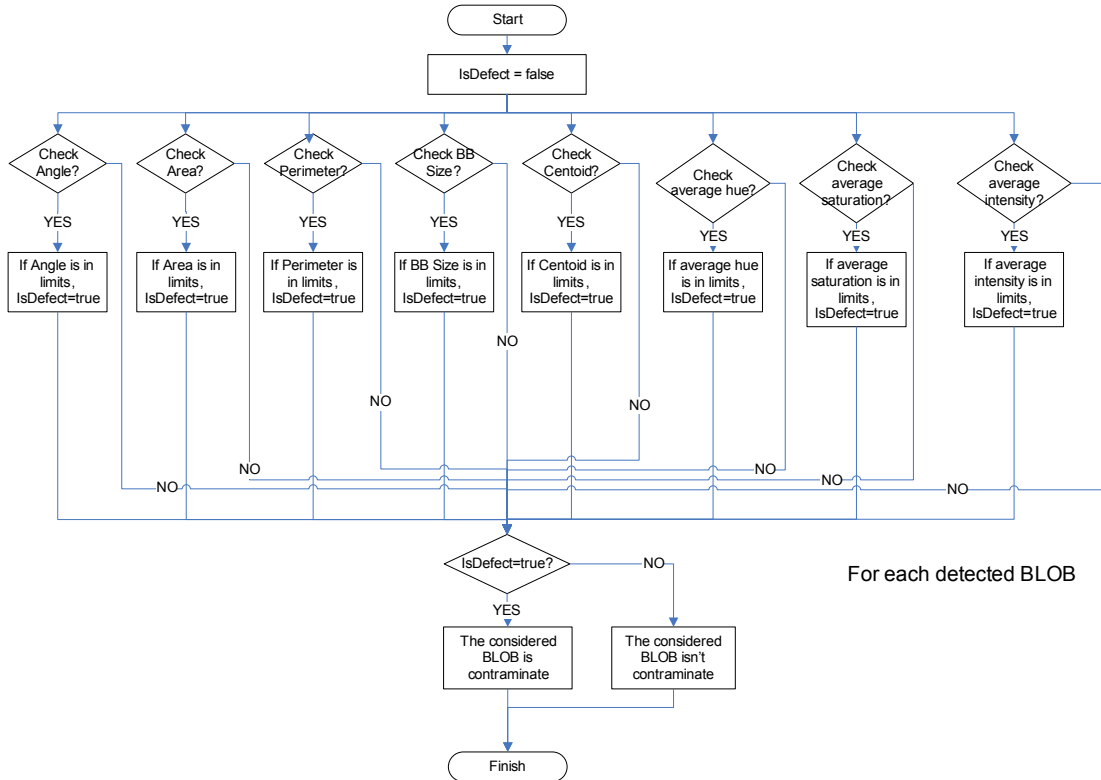 Start
IsDefect = false
Check
Angle?
Check
Area?
Check
Perimeter?
Check BB
Size?
Check
Centoid?
Check
average hue?
Check
average
saturation?
Check
average
intensity?
YES
YES
YES
YES
YES
YES
YES
YES
If Angle is in
limits,
IsDefect=true
If Area is in
limits,
IsDefect=true
If Perimeter is
in limits,
IsDefect=true
If BB Size is in
limits,
IsDefect=true
If Centoid is in
limits,
IsDefect=true
If average hue
is in limits,
IsDefect=true
If average
saturation is in
limits,
IsDefect=true
If average
intensity is in
limits,
IsDefect=true
NO
NO
NO
NO
NO
NO
NO
NO
IsDefect=true?
NO
For each detected BLOB
YES
The considered
BLOB is
contaminate
The considered
BLOB isn't
contaminate
Finish